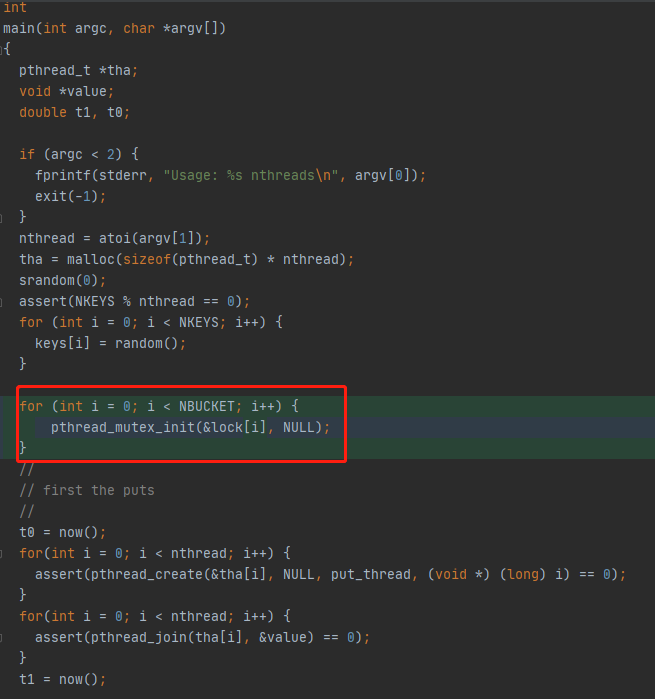 int
main(int argc, char *argv[])
{
  pthread_t *tha;
  void *value;
  double t1, t0;

  if (argc < 2) {
    fprintf(stderr, "Usage: %s nthreads\n", argv[0]);
    exit(-1);
  }
  nthread = atoi(argv[1]);
  tha = malloc(sizeof(pthread_t) * nthread);
  srandom(0);
  assert(NKEYS % nthread == 0);
  for (int i = 0; i < NKEYS; i++) {
    keys[i] = random();
  }

  for (int i = 0; i < NBUCKET; i++) {
      pthread_mutex_init(&lock[i], NULL);
  }
  //
  // first the puts
  //
  t0 = now();
  for(int i = 0; i < nthread; i++) {
    assert(pthread_create(&tha[i], NULL, put_thread, (void *) (long) i) == 0);
  }
  for(int i = 0; i < nthread; i++) {
    assert(pthread_join(tha[i], &value) == 0);
  }
  t1 = now();